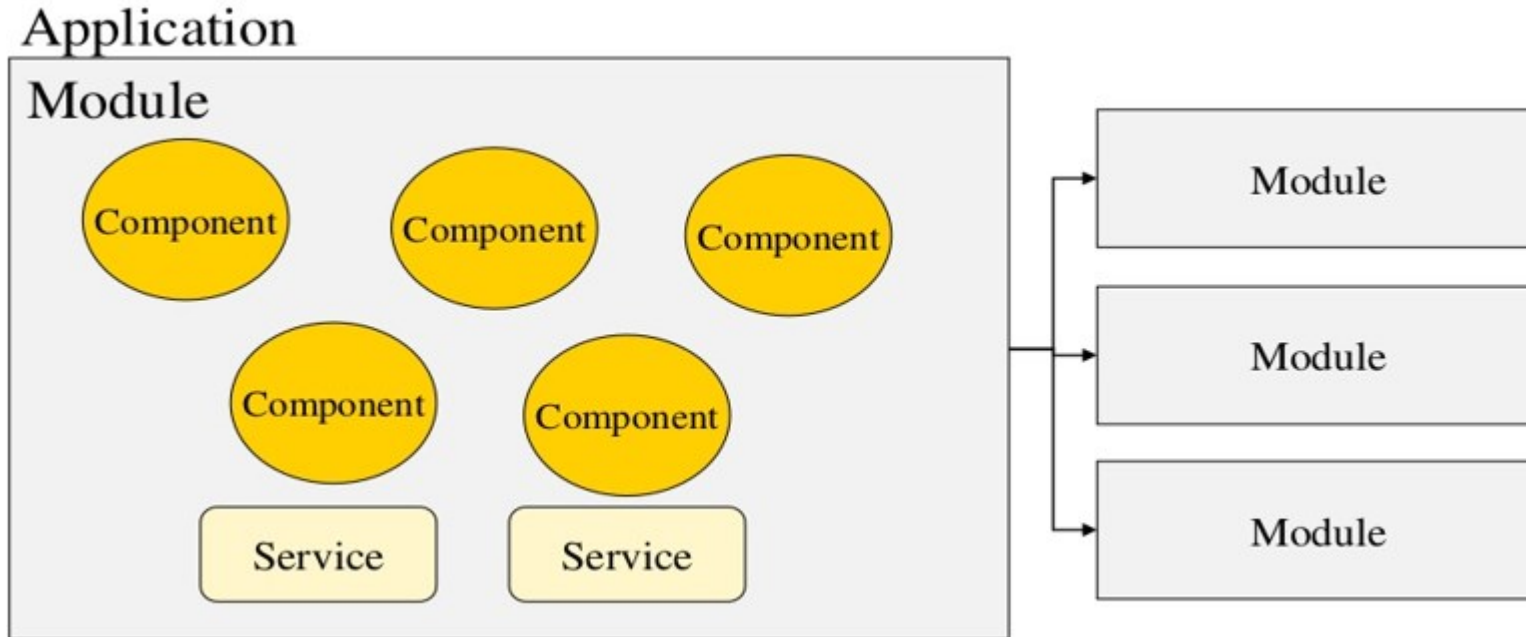 Application
Module
Component
Component
Component
Component
Component
Service
Service
Module
Module
Module